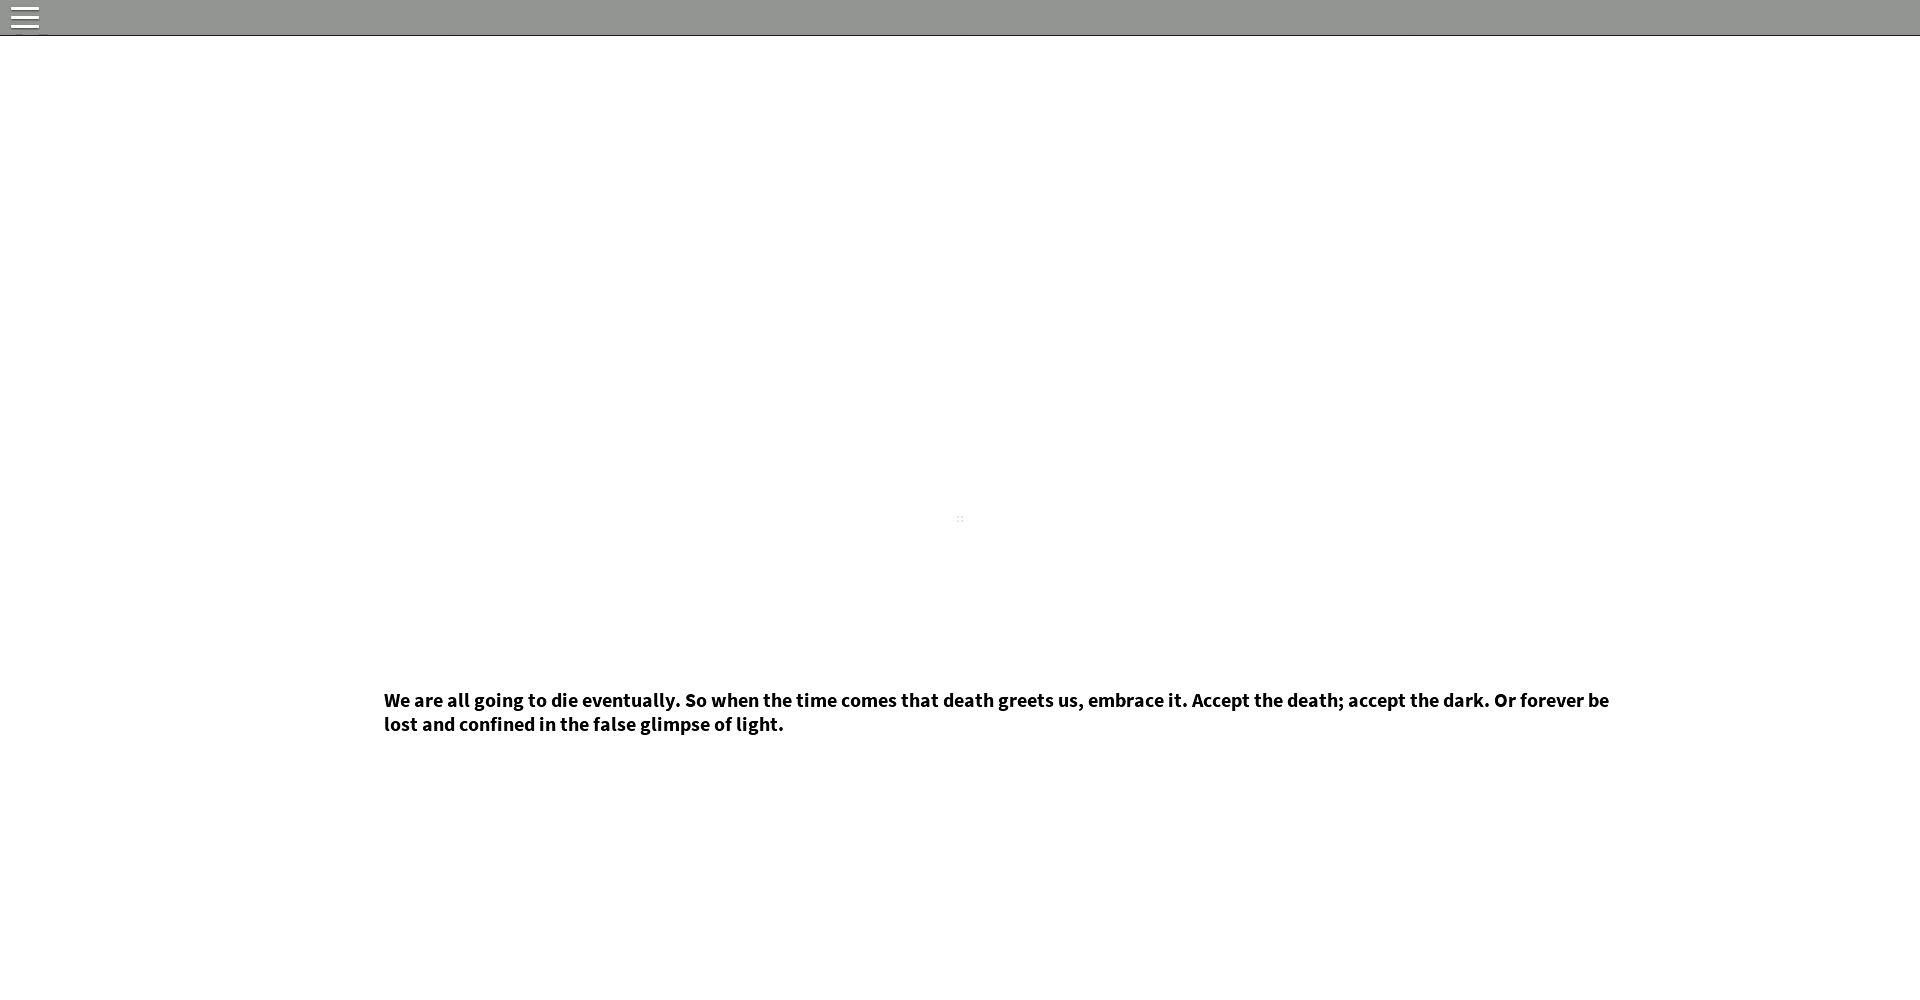 We are all going to die eventually. So when the time comes that death greets us, embrace it. Accept the death; accept the dark. Or forever be
lost and confined in the false glimpse of light.